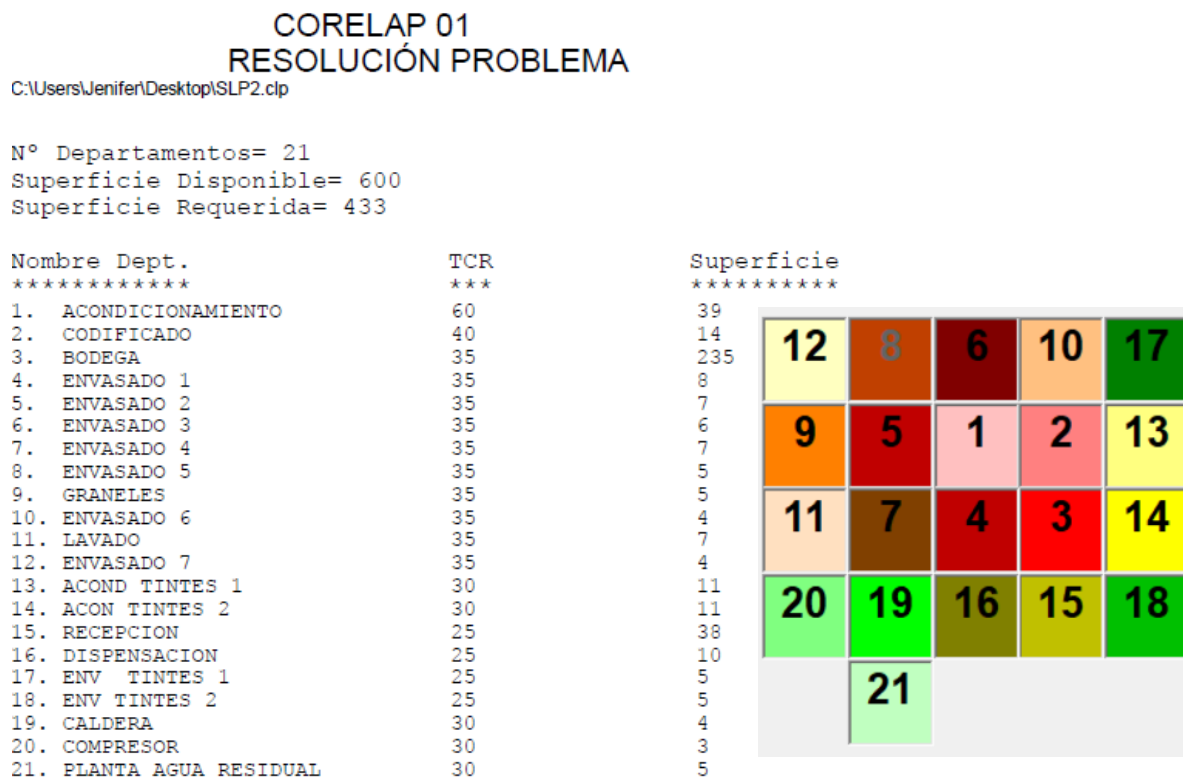 CORELAP 01
RESOLUCIÓN PROBLEMA
C:\Users\Jenifer\Desktop\SLP2.clp
Nº Departamentos= 21
Superficie Disponible= 600
Superficie Requerida= 433
Nombre Dept. TCR Superficie
************ *** **********
1. ACONDICIONAMIENTO 60 39
2. CODIFICADO 40 14
3. BODEGA 35 235
4. ENVASADO 1 35 8
5. ENVASADO 2 35 7
6. ENVASADO 3 35 6
7. ENVASADO 4 35 7
8. ENVASADO 5 35 5
9. GRANELES 35 5
10. ENVASADO 6 35 4
11. LAVADO 35 7
12. ENVASADO 7 35 4
13. ACOND TINTES 1 30 11
14. ACON TINTES 2 30 11
15. RECEPCION 25 38
16. DISPENSACION 25 10
17. ENV TINTES 1 25 5
18. ENV TINTES 2 25 5
19. CALDERA 30 4
20. COMPRESOR 30 3
21. PLANTA AGUA RESIDUAL 30 5
12 8 6 10 17
9 5 1 2 13
11 7 4 3 14
20 19 16 15 18
21